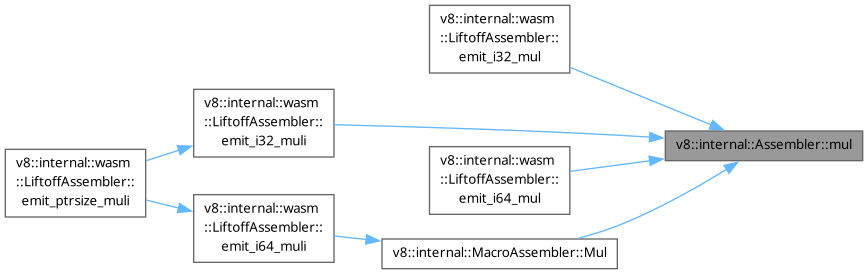 v8::internal::wasm
::LiftoffAssembler::
emit_i32_mul
v8::internal::wasm
::LiftoffAssembler::
emit_i32_muli
v8::internal::Assembler::mul
v8::internal::wasm
::LiftoffAssembler::
emit_ptrsize_muli
v8::internal::wasm
::LiftoffAssembler::
emit_i64_mul
v8::internal::wasm
::LiftoffAssembler::
emit_i64_muli
v8::internal::MacroAssembler::Mul